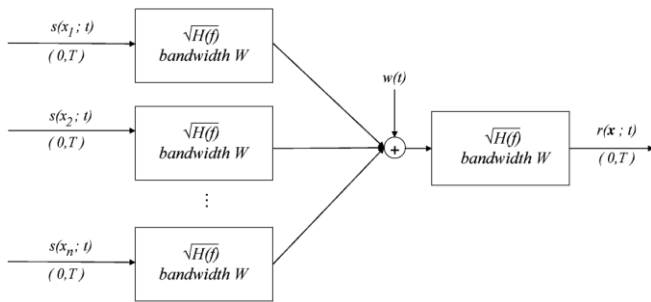 s(x₁; t)
(0,T)
√H(f)
bandwidth W
s(x₂; t)
(0,T)
√H(f)
bandwidth W
w(t)
+
√H(f)
bandwidth W
r(x; t)
(0,T)
⋮
s(xₙ; t)
(0,T)
√H(f)
bandwidth W